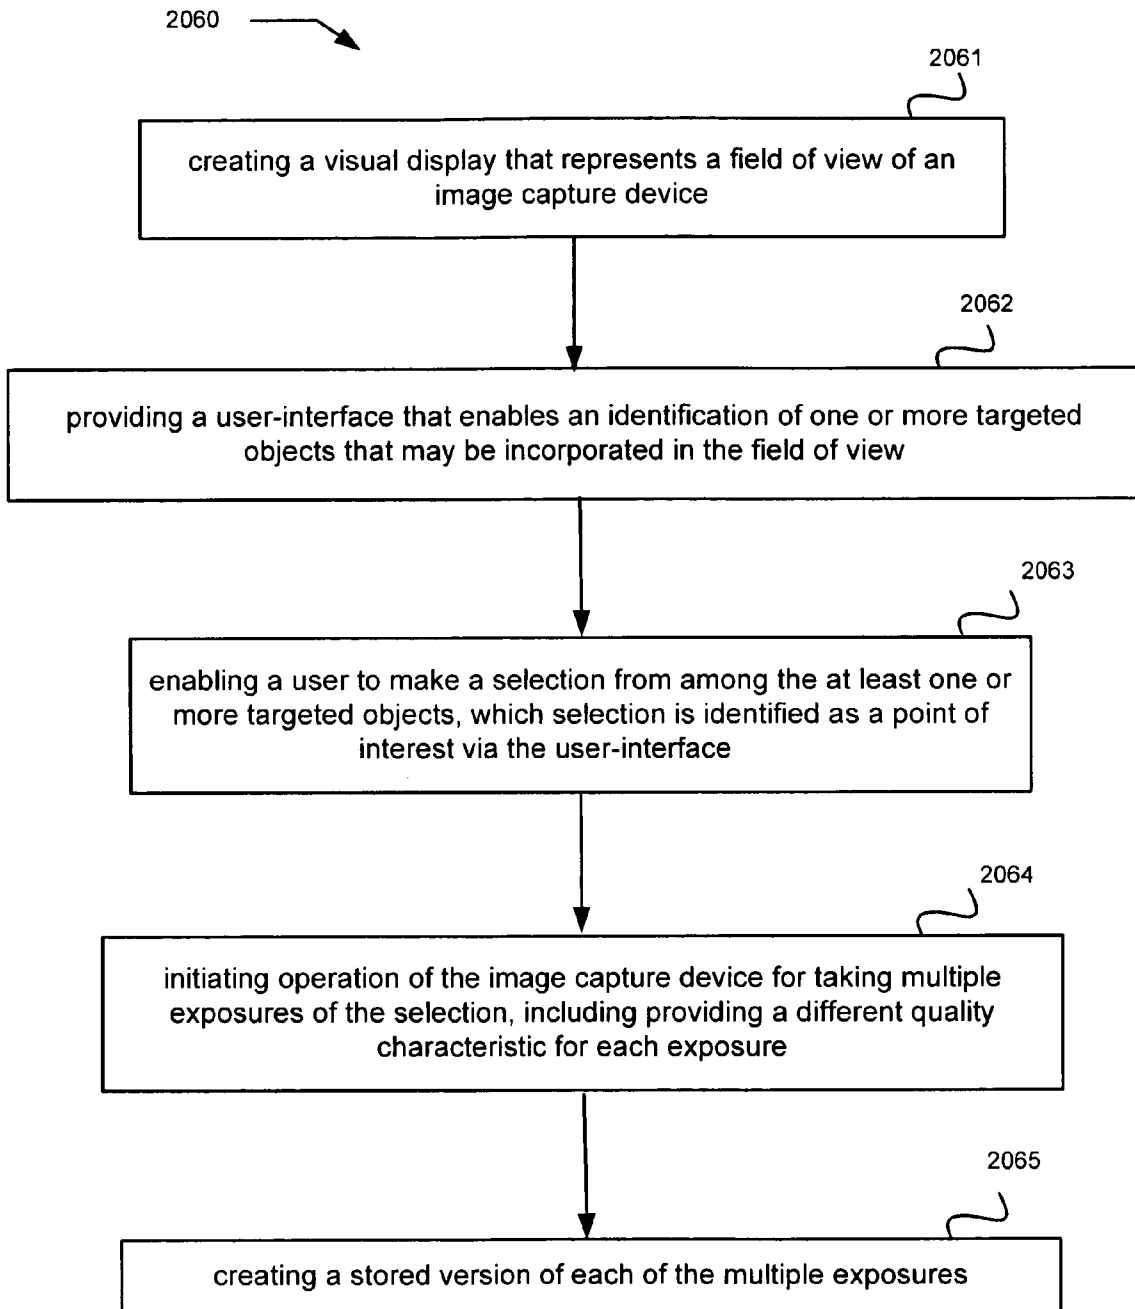 2060
2061
creating a visual display that represents a field of view of an
image capture device
2062
providing a user-interface that enables an identification of one or more targeted
objects that may be incorporated in the field of view
2063
enabling a user to make a selection from among the at least one or
more targeted objects, which selection is identified as a point of
interest via the user-interface
2064
initiating operation of the image capture device for taking multiple
exposures of the selection, including providing a different quality
characteristic for each exposure
2065
creating a stored version of each of the multiple exposures